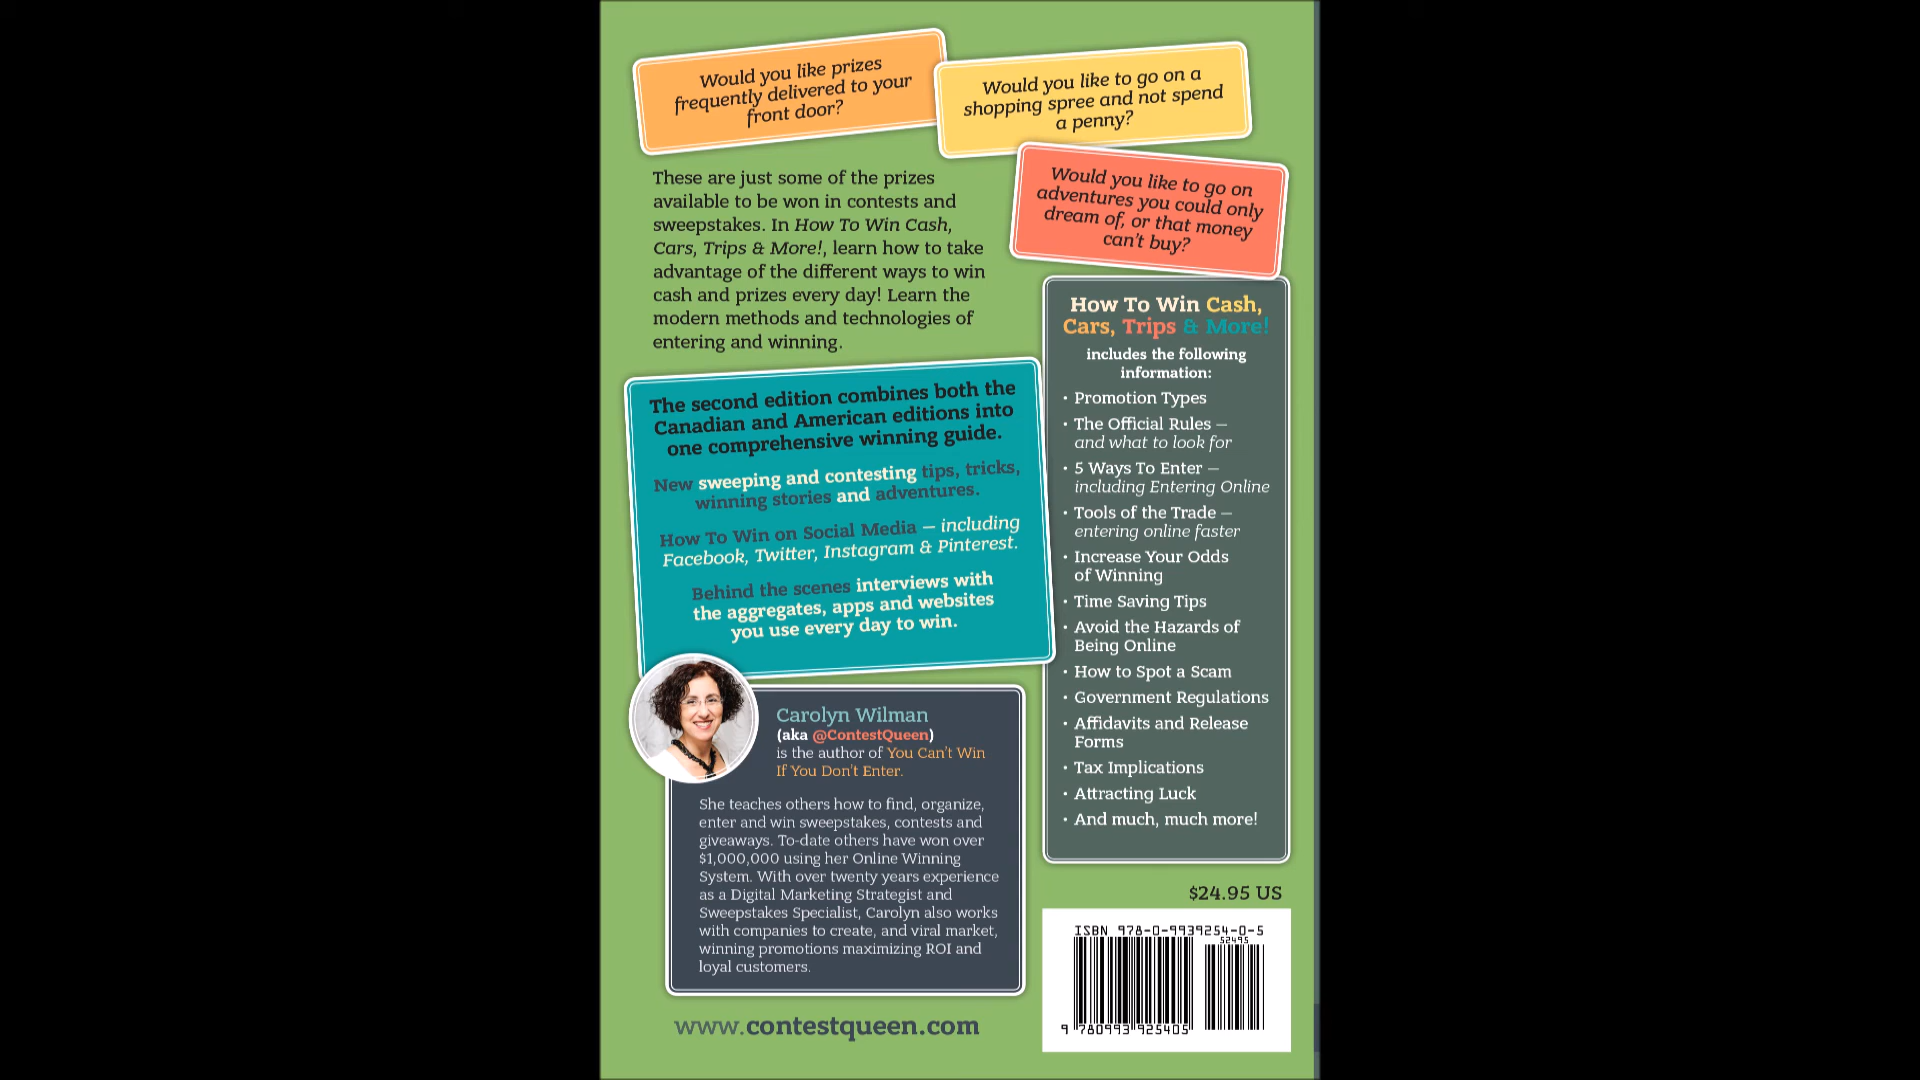 Would you like prizes
frequently delivered to your
front door?
Would you like to go on a
shopping spree and not spend
a penny?
Would you like to go on
adventures you could only
dream of, or that money
can't buy?
These are just some of the prizes
available to be won in contests and
sweepstakes. In How To Win Cash,
Cars, Trips & More!, learn how to take
advantage of the different ways to win
cash and prizes every day! Learn the
modern methods and technologies of
entering and winning.
The second edition combines both the
Canadian and American editions into
one comprehensive winning guide.
New sweeping and contesting tips, tricks,
winning stories and adventures.
How To Win on Social Media – including
Facebook, Twitter, Instagram & Pinterest.
Behind the scenes interviews with
the aggregates, apps and websites
you use every day to win.
How To Win Cash,
Cars, Trips & More!
includes the following
information:
• Promotion Types
• The Official Rules –
and what to look for
• 5 Ways To Enter –
including Entering Online
• Tools of the Trade –
entering online faster
• Increase Your Odds
of Winning
• Time Saving Tips
• Avoid the Hazards of
Being Online
• How to Spot a Scam
• Government Regulations
• Affidavits and Release
Forms
• Tax Implications
• Attracting Luck
• And much, much more!
Carolyn Wilman
(aka @ContestQueen)
is the author of You Can't Win
If You Don't Enter.
She teaches others how to find, organize,
enter and win sweepstakes, contests and
giveaways. To-date others have won over
$1,000,000 using her Online Winning
System. With over twenty years experience
as a Digital Marketing Strategist and
Sweepstakes Specialist, Carolyn also works
with companies to create, and viral market,
winning promotions maximizing ROI and
loyal customers.
www.contestqueen.com
$24.95 US
ISBN 978-0-9939254-0-5
52495
9 780993 925405